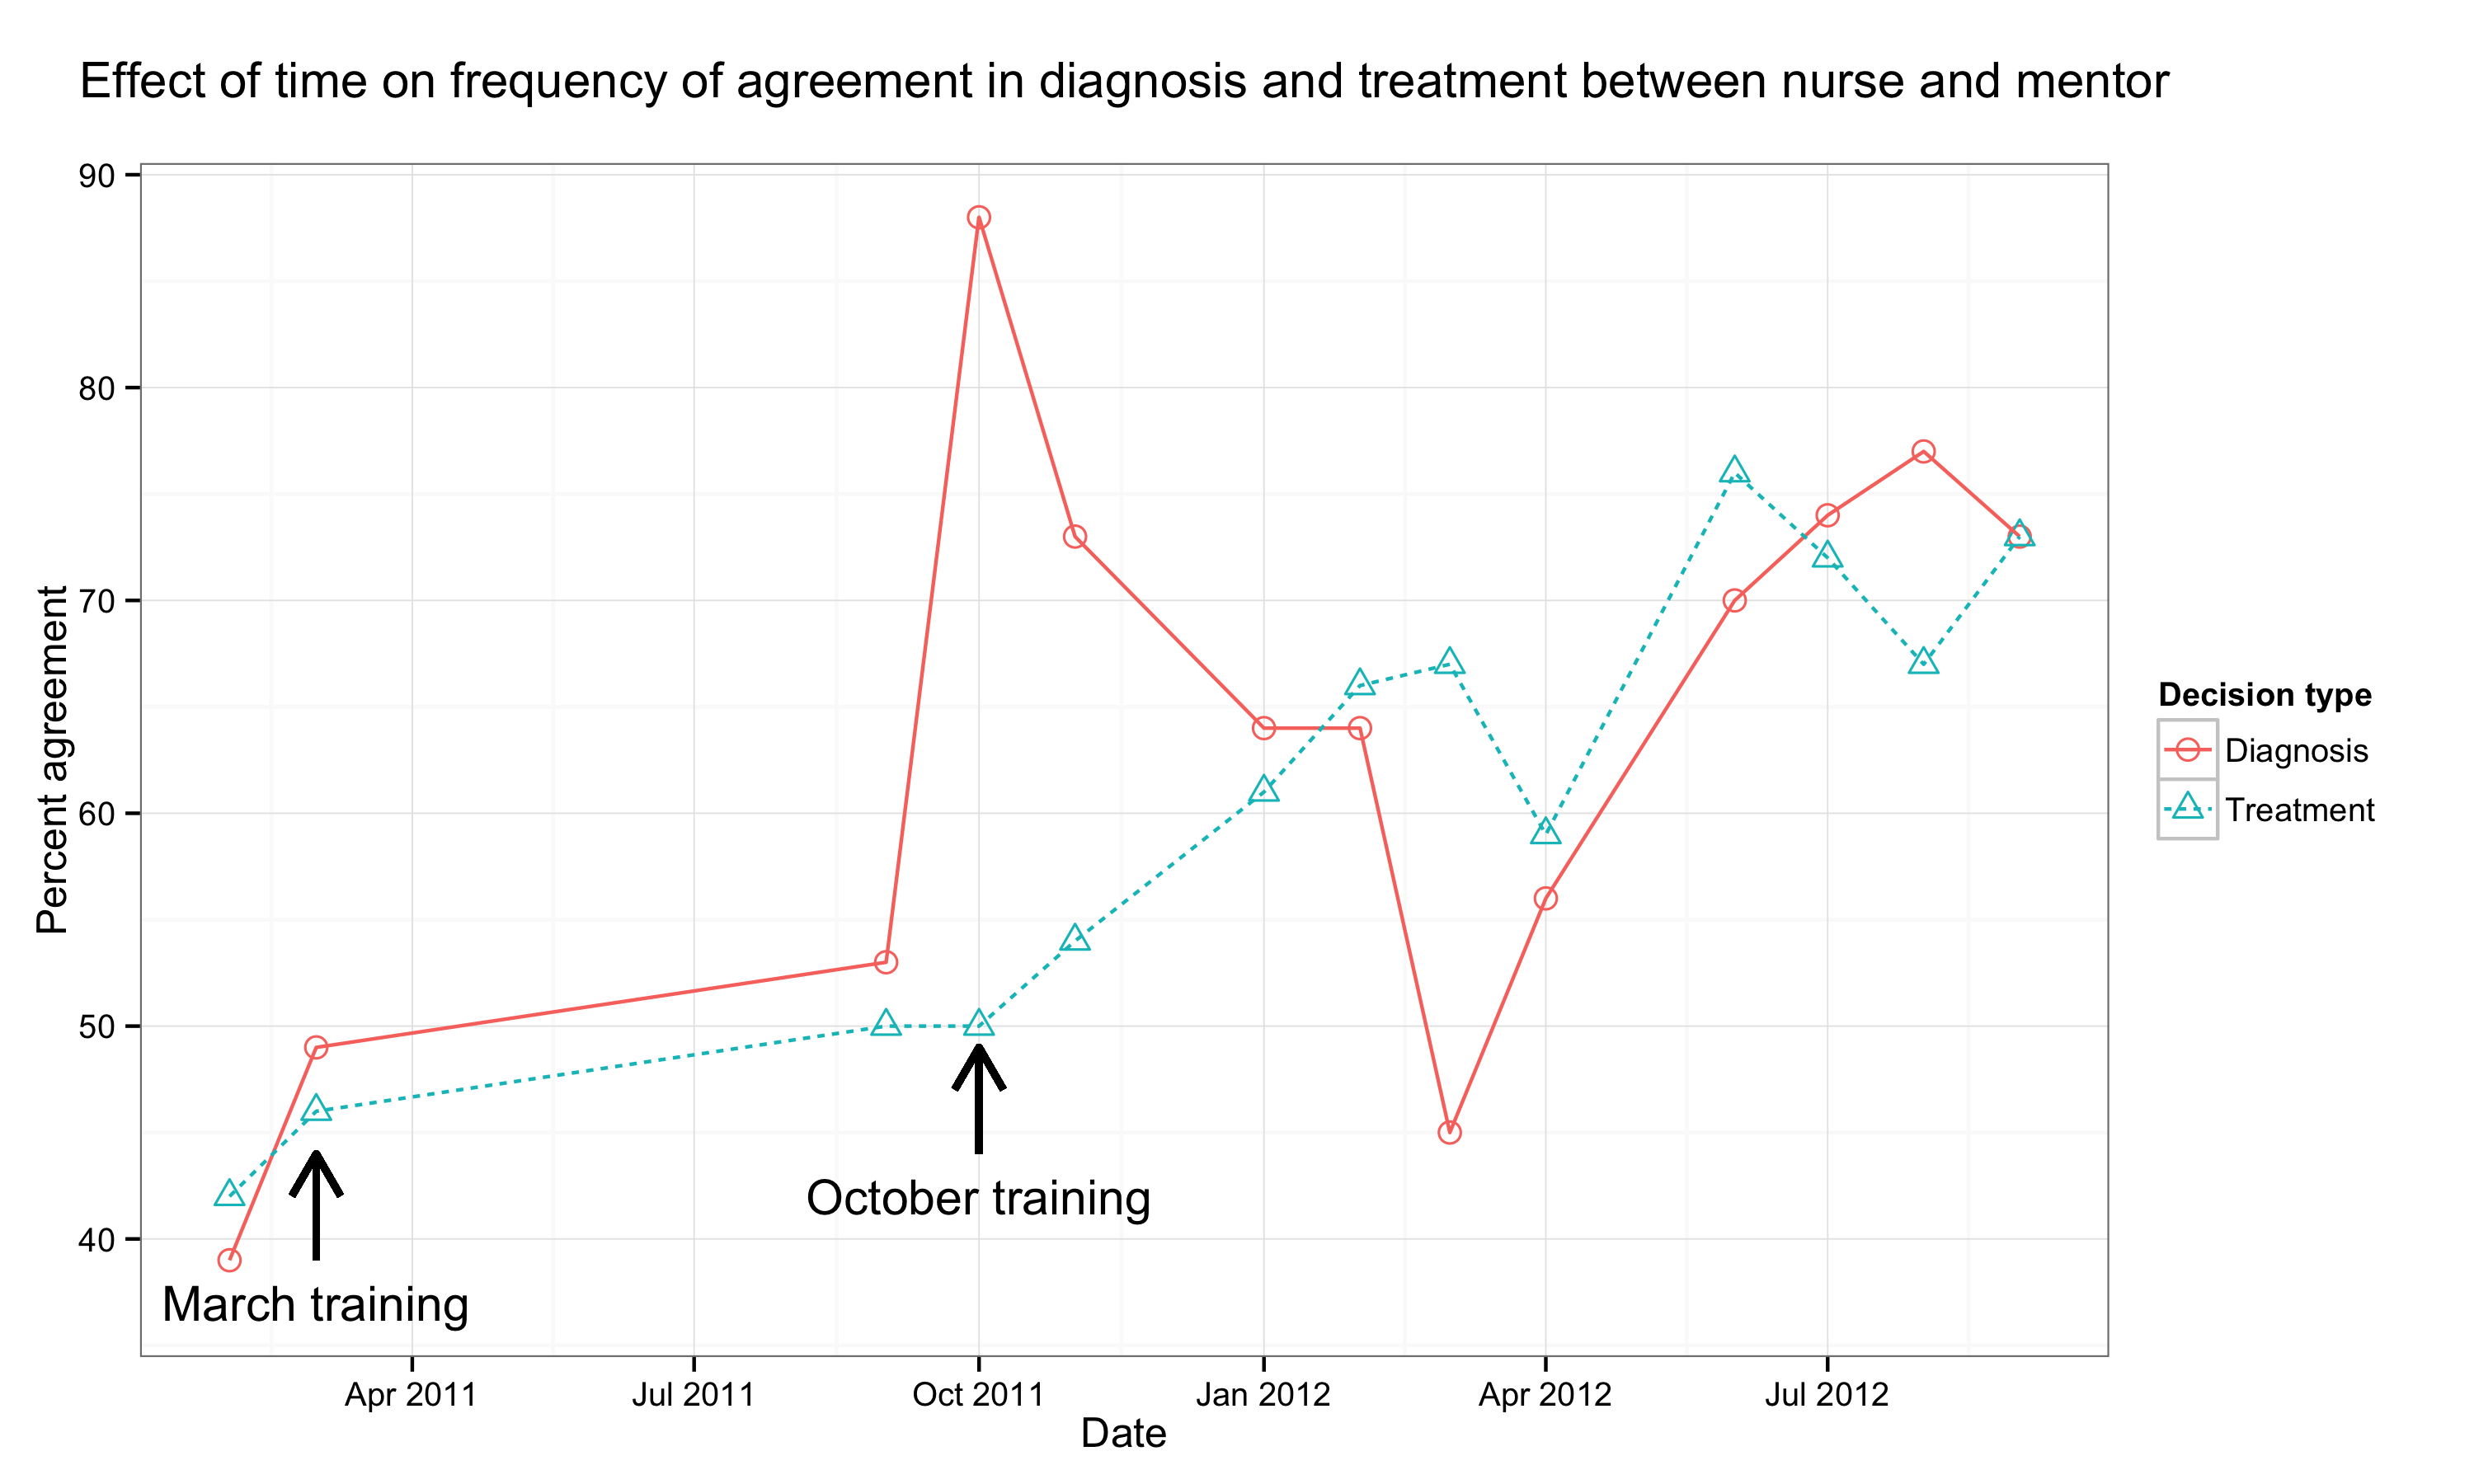 Effect of time on frequency of agreement in diagnosis and treatment between nurse and mentor
90
80
70
60
50
40
Percent agreement
March training
October training
Apr 2011
Jul 2011
Oct 2011
Jan 2012
Apr 2012
Jul 2012
Date
Decision type
Diagnosis
Treatment